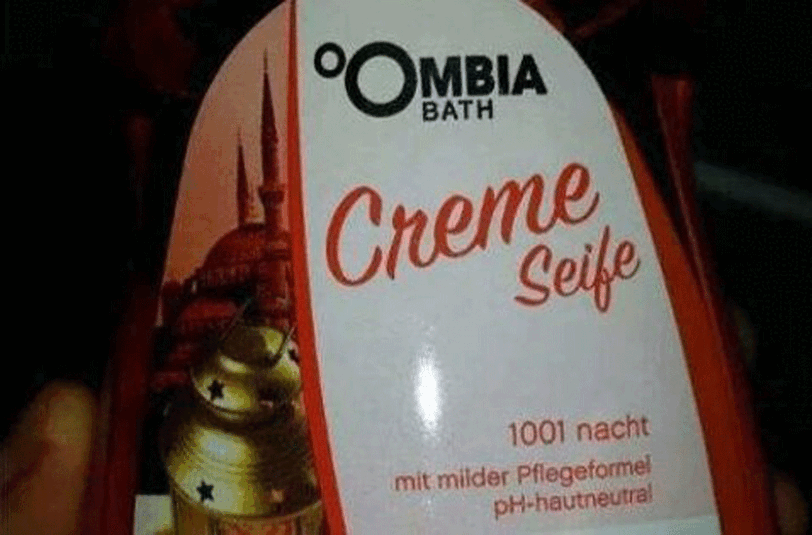 OMBIA
BATH
Creme
Seife
1001 nacht
mit milder Pflegeformel
pH-hautneutral